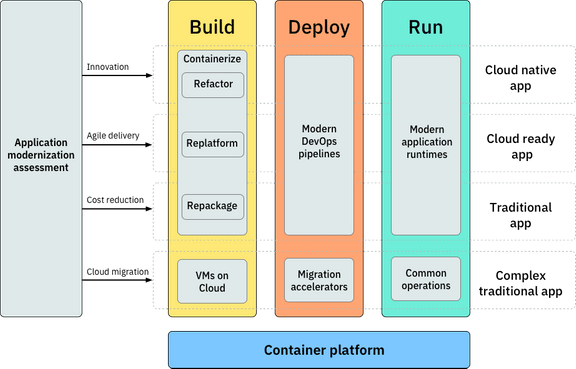 Build
Deploy
Run
Application
modernization
assessment
Innovation
Containerize
Refactor
Cloud native
app
Agile delivery
Replatform
Modern
DevOps
pipelines
Modern
application
runtimes
Cloud ready
app
Cost reduction
Repackage
Traditional
app
Cloud migration
VMs on
Cloud
Migration
accelerators
Common
operations
Complex
traditional app
Container platform